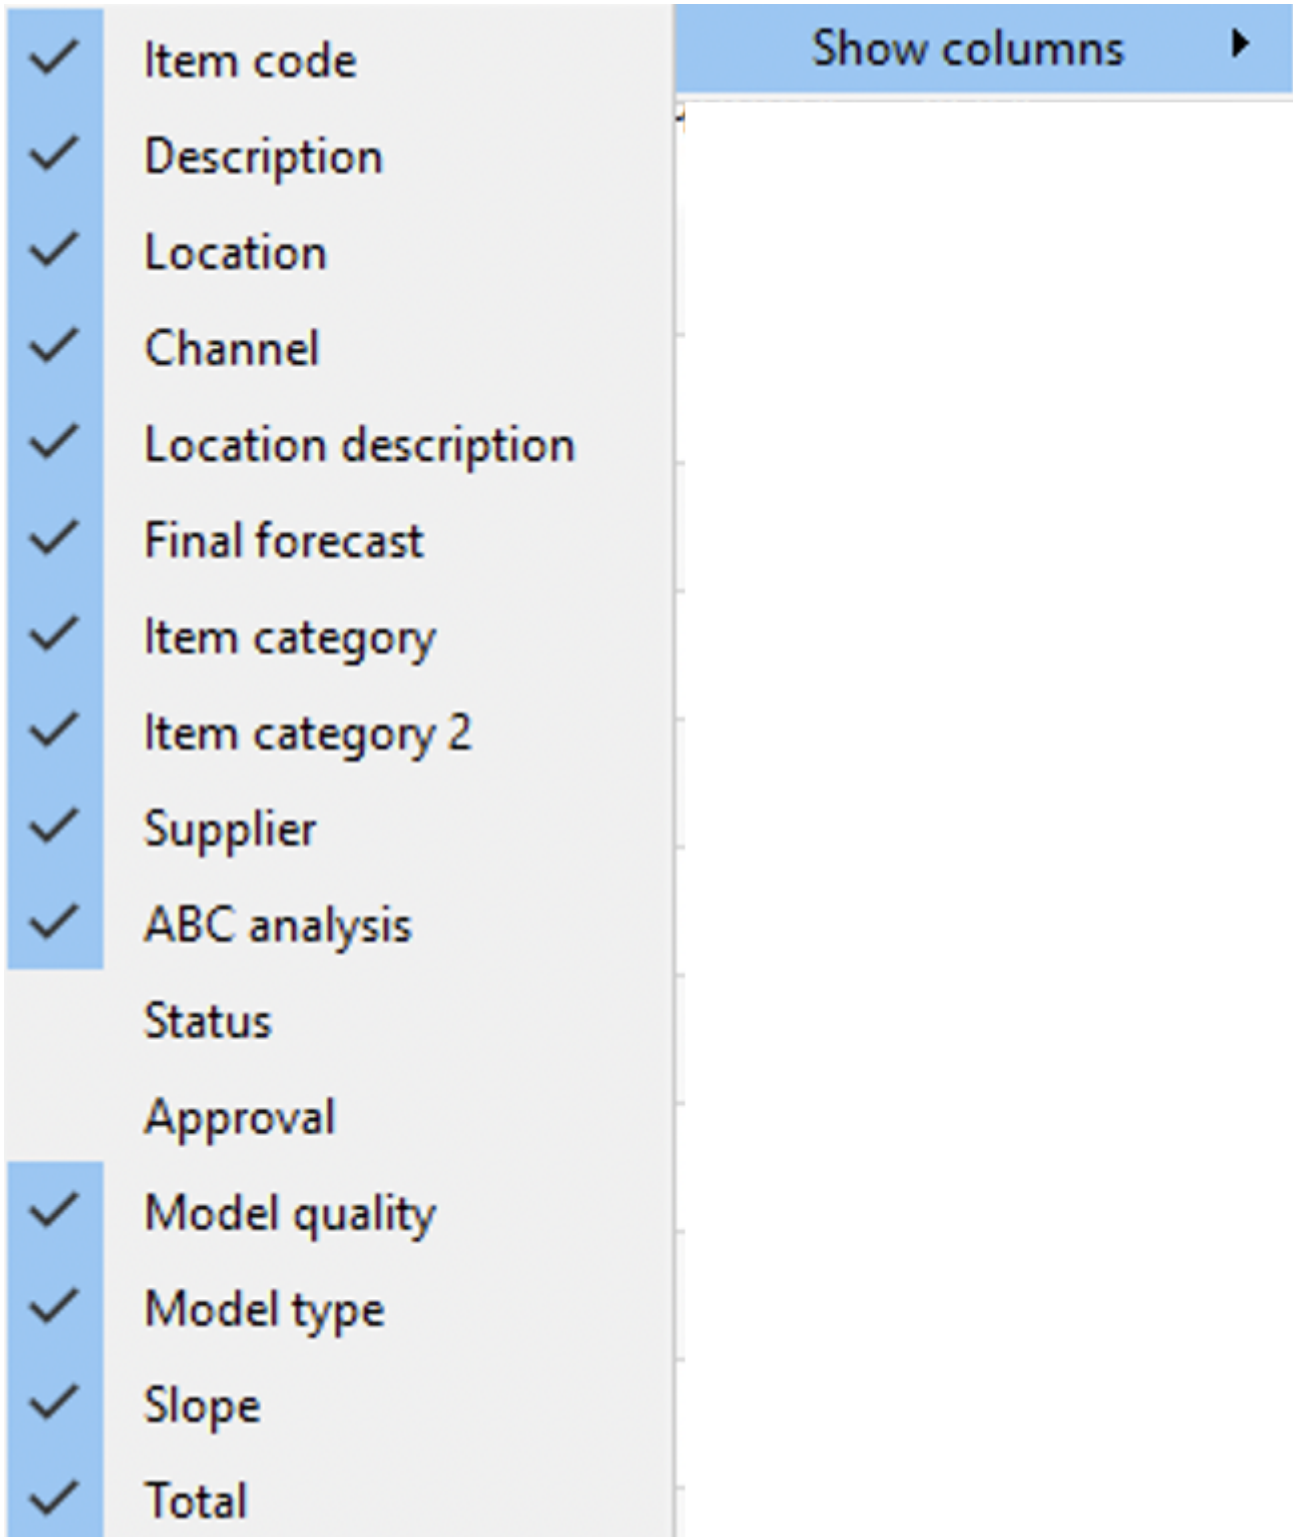 Show columns
Item code
Description
Location
Channel
Location description
Final forecast
Item category
Item category 2
Supplier
ABC analysis
Status
Approval
Model quality
Model type
Slope
Total